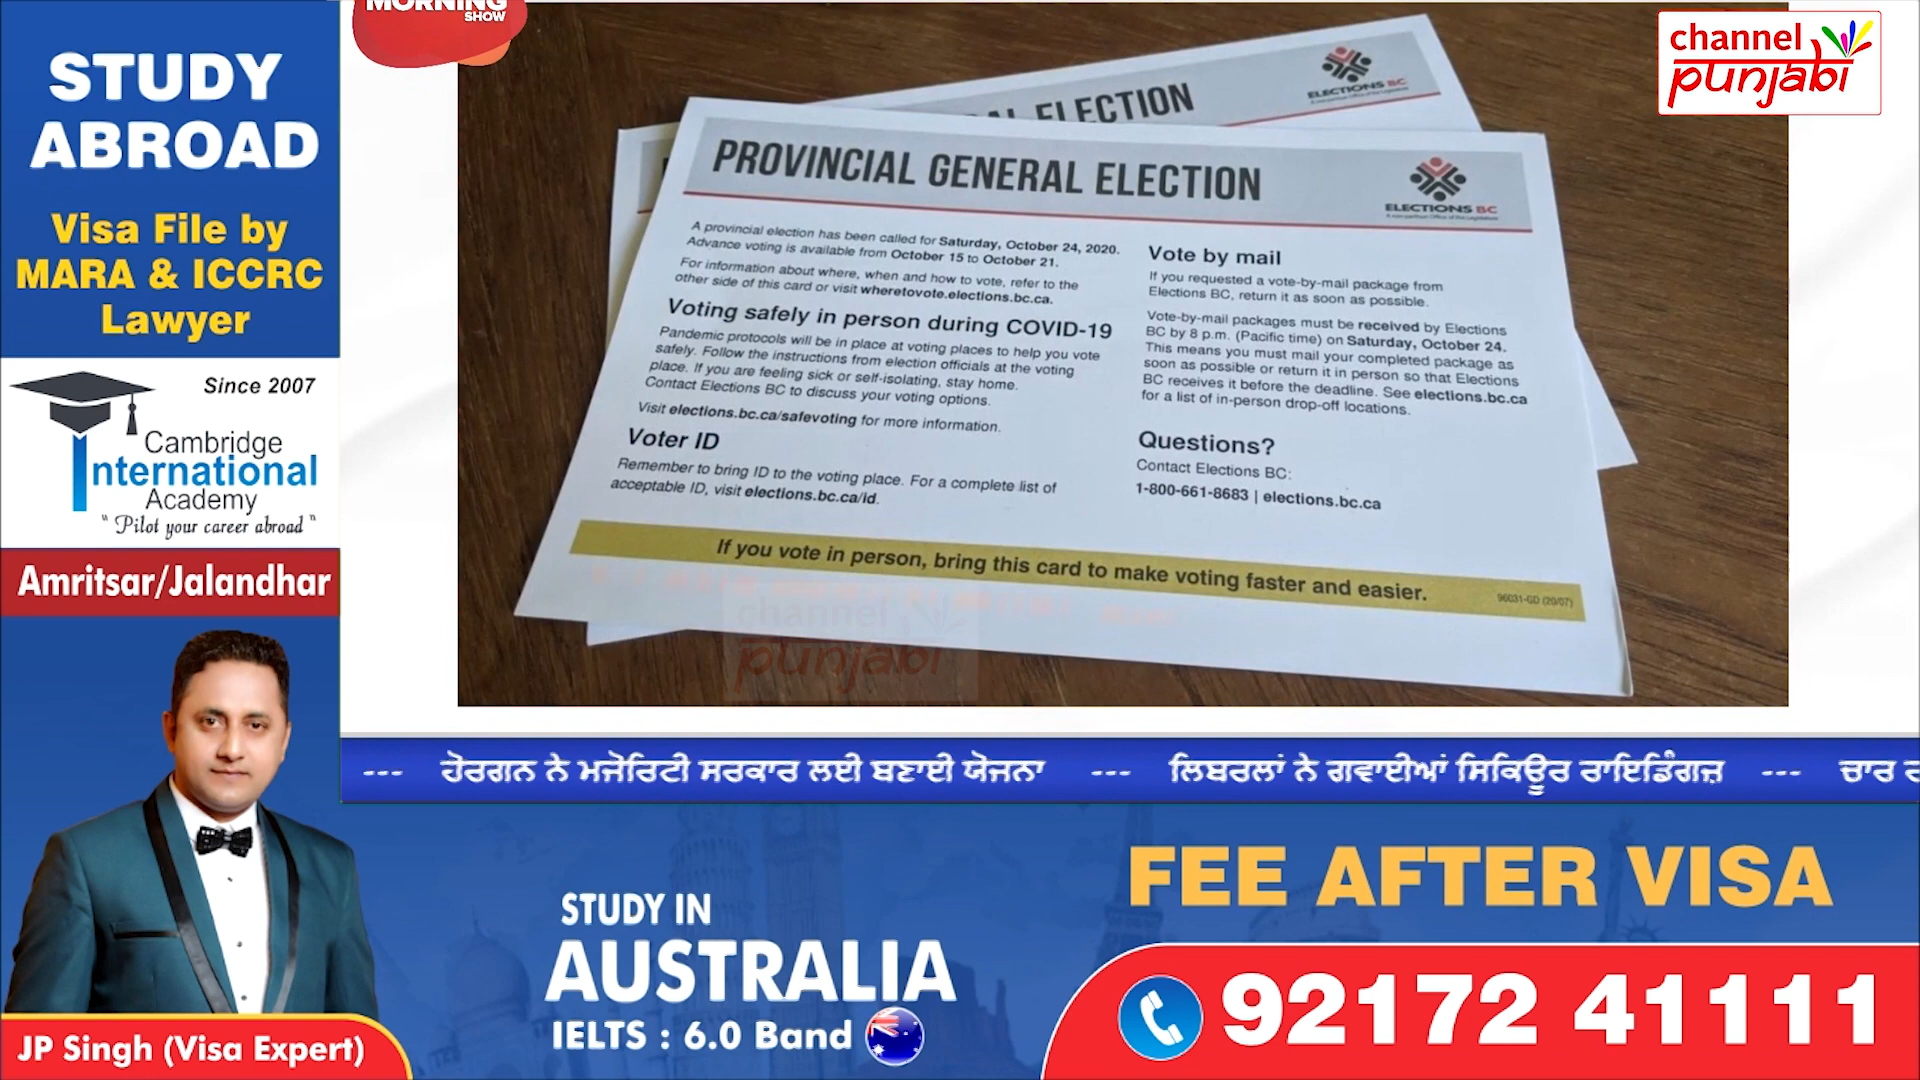 MORNING
SHOW
channel
punjabi
STUDY
ABROAD
Visa File by
MARA & ICCRC
Lawyer
Since 2007
Cambridge
International
Academy
" Pilot your career abroad "
Amritsar/Jalandhar
JP Singh (Visa Expert)
ELECTION
ELECTIONS BC
PROVINCIAL GENERAL ELECTION
ELECTIONS BC
A provincial election has been called for Saturday, October 24, 2020.
Advance voting is available from October 15 to October 21.
For information about where, when and how to vote, refer to the
other side of this card or visit wheretovote.elections.bc.ca.
Voting safely in person during COVID-19
Pandemic protocols will be in place at voting places to help you vote
safely. Follow the instructions from election officials at the voting
place. If you are feeling sick or self-isolating, stay home.
Contact Elections BC to discuss your voting options.
Visit elections.bc.ca/safevoting for more information.
Voter ID
Remember to bring ID to the voting place. For a complete list of
acceptable ID, visit elections.bc.ca/id.
Vote by mail
If you requested a vote-by-mail package from
Elections BC, return it as soon as possible.
Vote-by-mail packages must be received by Elections
BC by 8 p.m. (Pacific time) on Saturday, October 24.
This means you must mail your completed package as
soon as possible or return it in person so that Elections
BC receives it before the deadline. See elections.bc.ca
for a list of in-person drop-off locations.
Questions?
Contact Elections BC:
1-800-661-8683 | elections.bc.ca
If you vote in person, bring this card to make voting faster and easier.
96031-GD (20/07)
channel
punjabi
--- ਹੋਰਗਨ ਨੇ ਮਜੋਰਿਟੀ ਸਰਕਾਰ ਲਈ ਬਣਾਈ ਯੋਜਨਾ --- ਲਿਬਰਲਾਂ ਨੇ ਗਵਾਈਆਂ ਸਿਕਿਊਰ ਰਾਇਡਿੰਗਜ਼ --- ਚਾਰ
STUDY IN
AUSTRALIA
IELTS : 6.0 Band
FEE AFTER VISA
92172 41111